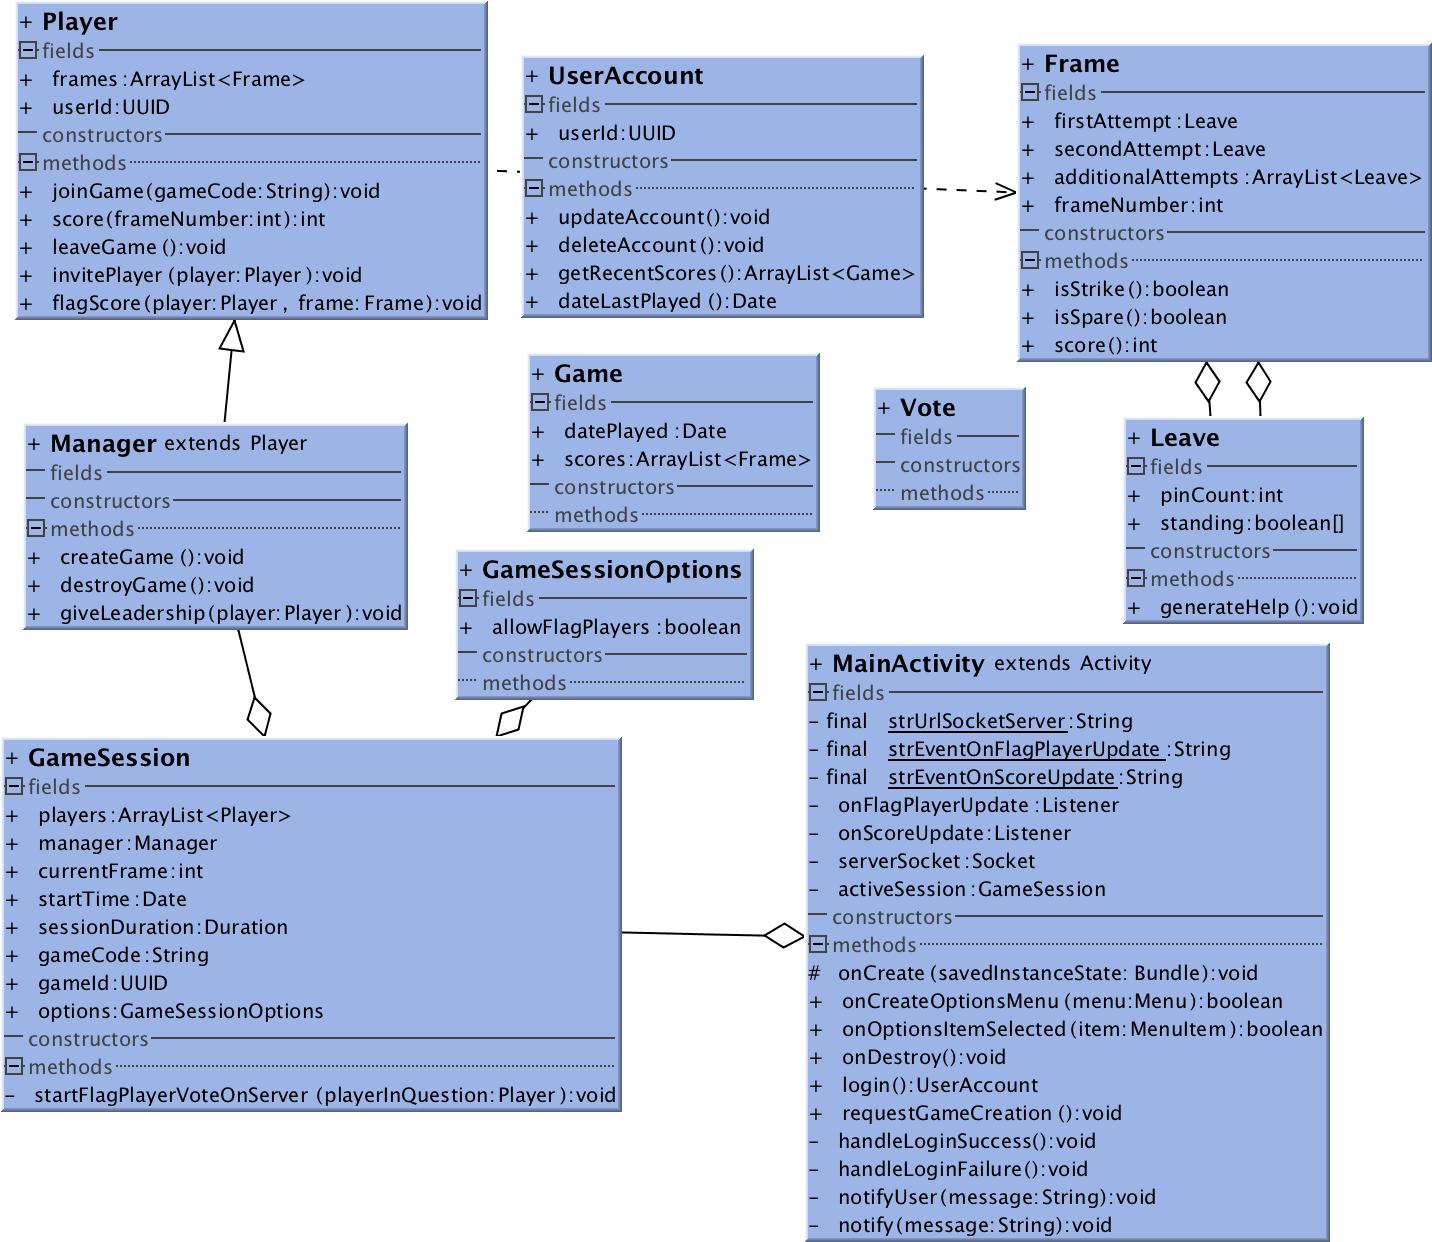 + Player
fields
+ frames : ArrayList<Frame>
+ userId : UUID
constructors
methods
+ joinGame(gameCode: String): void
+ score(frameNumber: int): int
+ leaveGame (): void
+ invitePlayer (player: Player ): void
+ flagScore(player: Player , frame: Frame): void
+ UserAccount
fields
+ userId : UUID
constructors
methods
+ updateAccount(): void
+ deleteAccount(): void
+ getRecentScores(): ArrayList<Game>
+ dateLastPlayed (): Date
+ Frame
fields
+ firstAttempt : Leave
+ secondAttempt : Leave
+ additionalAttempts : ArrayList<Leave>
+ frameNumber: int
constructors
methods
+ isStrike(): boolean
+ isSpare(): boolean
+ score(): int
+ Manager extends Player
fields
constructors
methods
+ createGame (): void
+ destroyGame(): void
+ giveLeadership(player: Player ): void
+ Game
fields
+ datePlayed : Date
+ scores: ArrayList<Frame>
constructors
methods
+ Vote
fields
constructors
methods
+ Leave
fields
+ pinCount: int
+ standing: boolean[]
constructors
methods
+ generateHelp (): void
+ GameSessionOptions
fields
+ allowFlagPlayers : boolean
constructors
methods
+ GameSession
fields
+ players: ArrayList<Player>
+ manager: Manager
+ currentFrame: int
+ startTime: Date
+ sessionDuration: Duration
+ gameCode: String
+ gameId: UUID
+ options: GameSessionOptions
constructors
methods
- startFlagPlayerVoteOnServer (playerInQuestion: Player ): void
+ MainActivity extends Activity
fields
- final strUrlSocketServer : String
- final strEventOnFlagPlayerUpdate : String
- final strEventOnScoreUpdate : String
- onFlagPlayerUpdate : Listener
- onScoreUpdate: Listener
- serverSocket: Socket
- activeSession: GameSession
constructors
methods
# onCreate (savedInstanceState: Bundle): void
+ onCreateOptionsMenu (menu: Menu ): boolean
+ onOptionsItemSelected (item: MenuItem ): boolean
+ onDestroy(): void
+ login(): UserAccount
+ requestGameCreation (): void
- handleLoginSuccess(): void
- handleLoginFailure(): void
- notifyUser(message: String): void
- notify(message: String): void